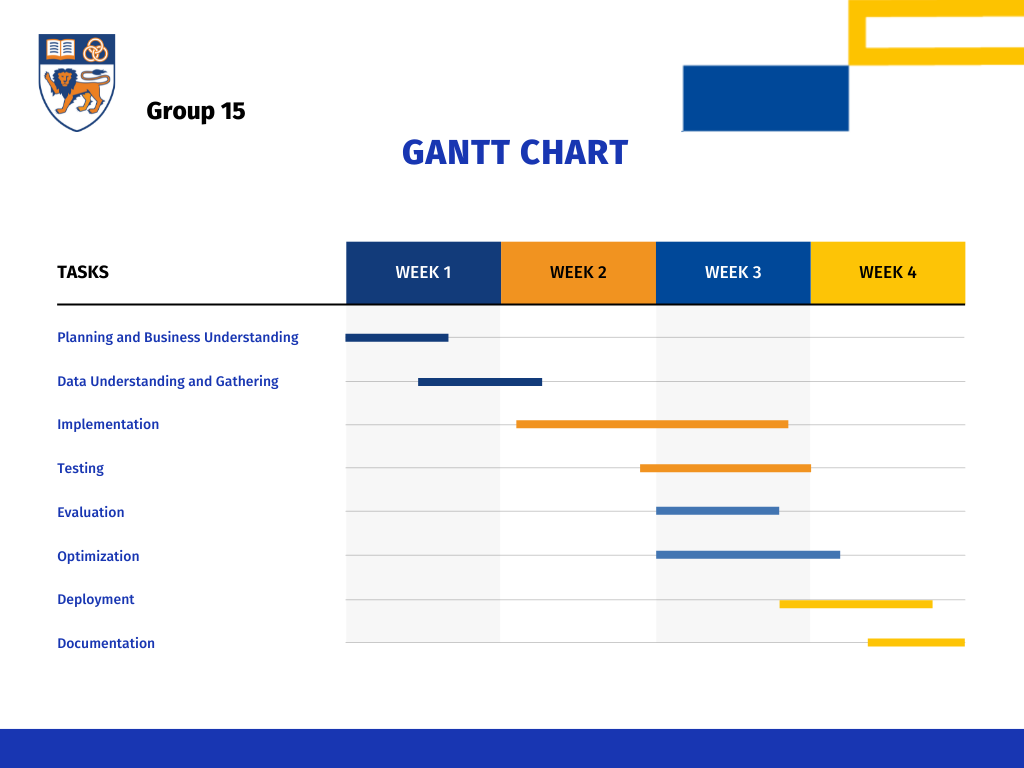 Group 15
GANTT CHART
TASKS
WEEK 1
WEEK 2
WEEK 3
WEEK 4
Planning and Business Understanding
Data Understanding and Gathering
Implementation
Testing
Evaluation
Optimization
Deployment
Documentation